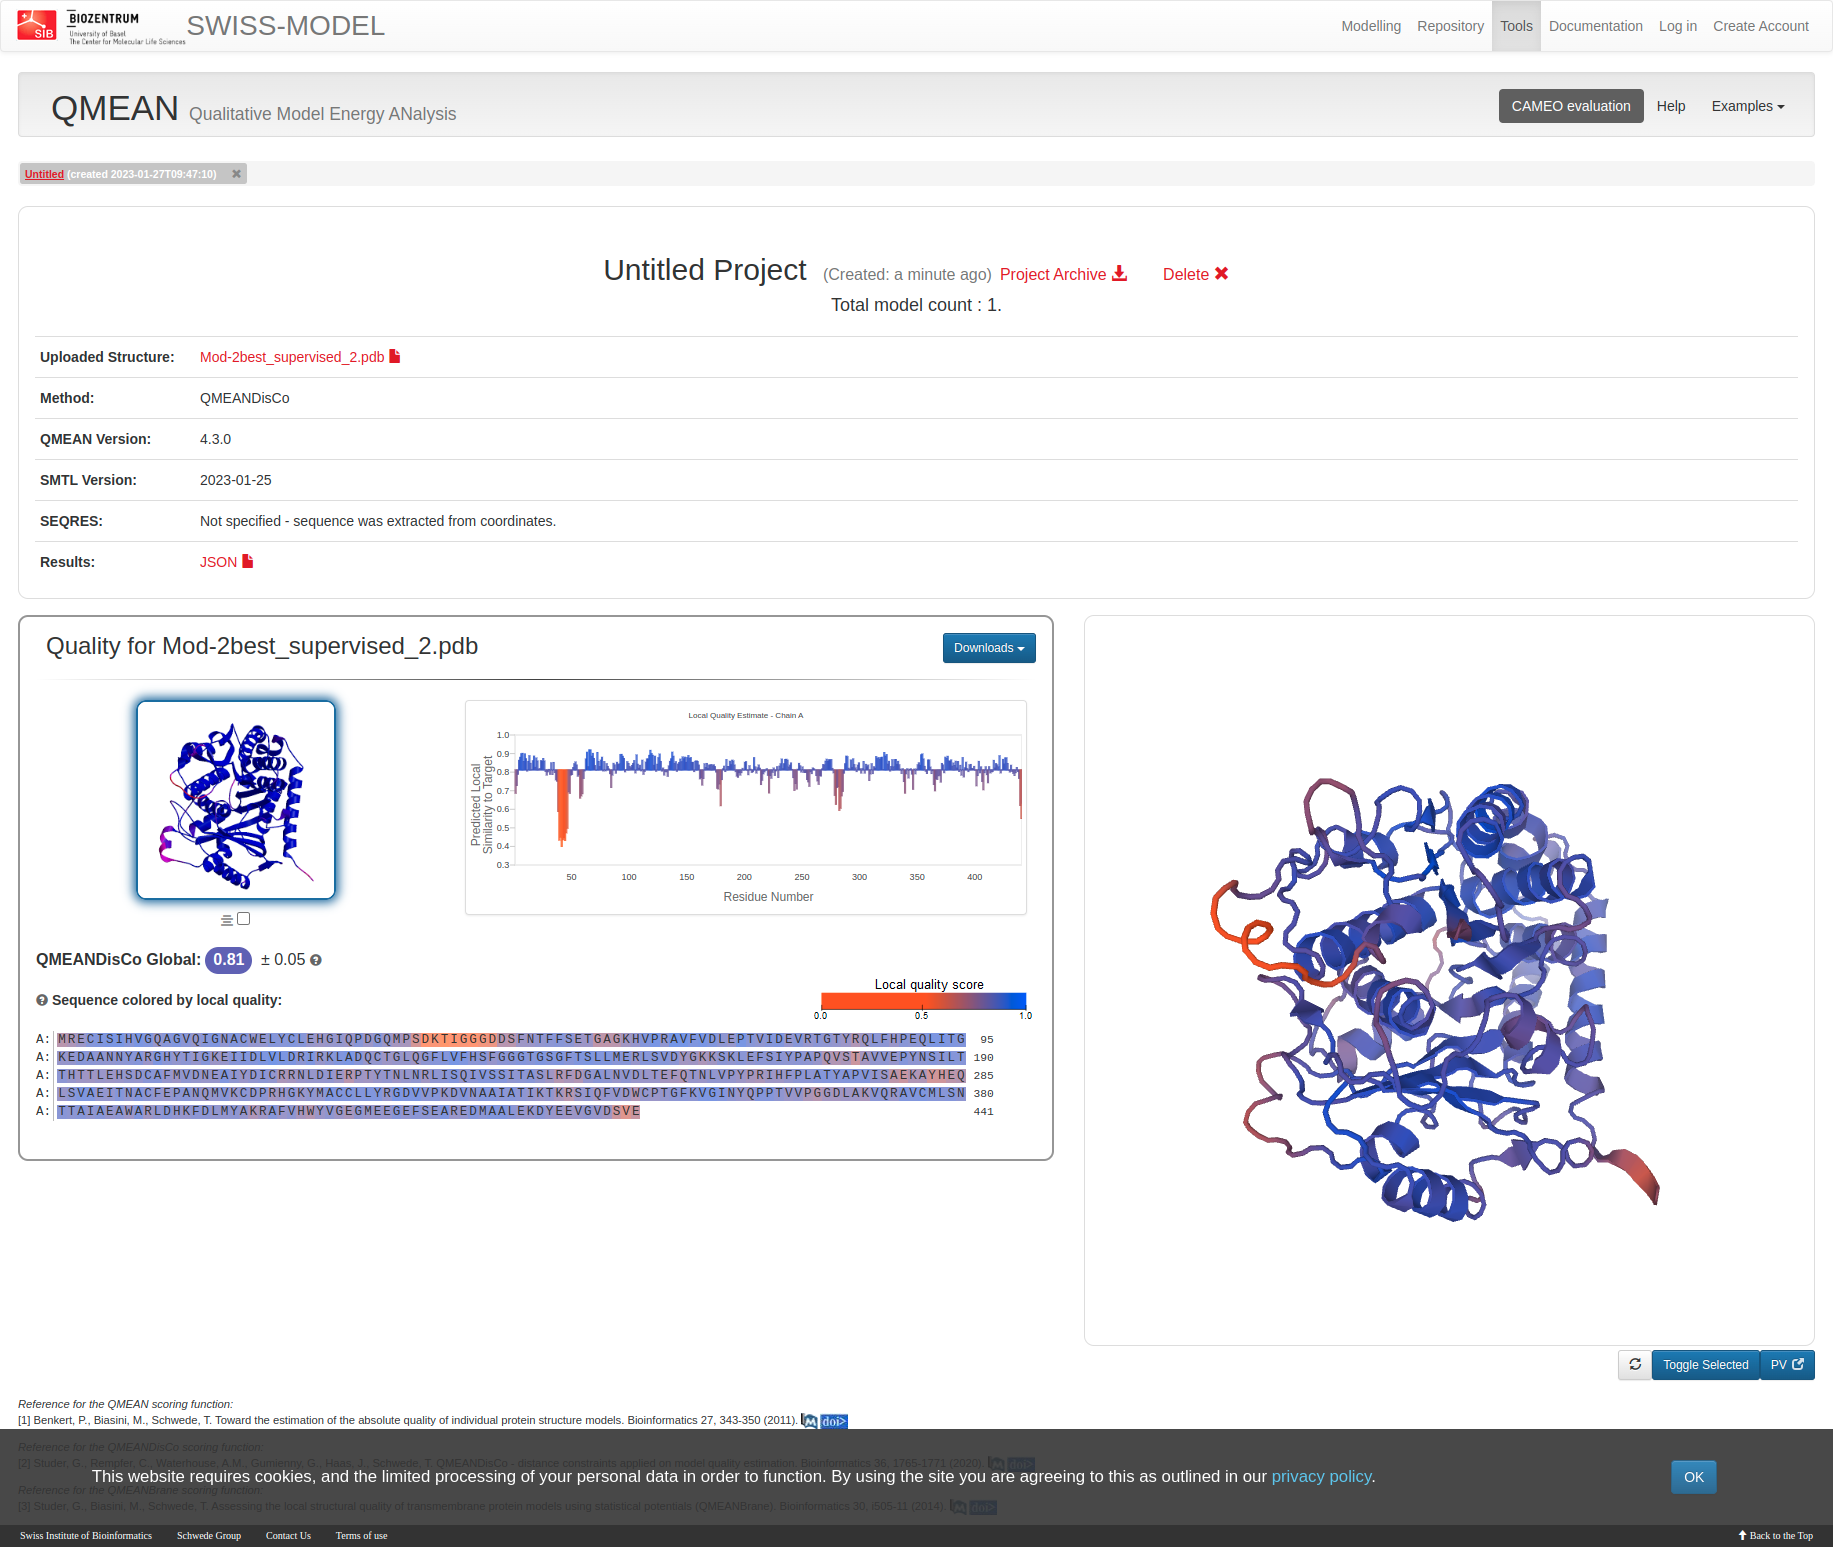 SIB
BIOZENTRUM
University of Basel
The Center for Molecular Life Sciences
SWISS-MODEL
Modelling Repository Tools Documentation Log in Create Account
QMEAN Qualitative Model Energy ANalysis
CAMEO evaluation Help Examples
Untitled (created 2023-01-27T09:47:10)
Untitled Project (Created: a minute ago) Project Archive Delete
Total model count : 1.
Uploaded Structure: Mod-2best_supervised_2.pdb
Method: QMEANDisCo
QMEAN Version: 4.3.0
SMTL Version: 2023-01-25
SEQRES: Not specified - sequence was extracted from coordinates.
Results: JSON
Quality for Mod-2best_supervised_2.pdb
Downloads
Local Quality Estimate - Chain A
Predicted Local
Similarity to Target
1.0
0.9
0.8
0.7
0.6
0.5
0.4
0.3
50 100 150 200 250 300 350 400
Residue Number
QMEANDisCo Global: 0.81 ± 0.05
Sequence colored by local quality:
Local quality score
0.0 0.5 1.0
A: MRECISIHVGQAGVQIGNACWELYCLEHGIQPDGQMPSDKTIGGGDDSFNTFFSETGAGKHVPRAVFVDLEPTVIDEVRTGTYRQLFHPEQLITG 95
A: KEDAANNYARGHYTIGKEIIDLVLDRIRKLADQCTGLQGFLVFHSFGGGTGSGFTSLLMERLSVDYGKKSKLEFSIYPAPQVSTAVVEPYNSILT 190
A: THTTLEHSDCAFMVDNEAIYDICRRNLDIERPTYTNLNRLISQIVSSITASLRFDGALNVDLTEFQTNLVPYPRIHFPLATYAPVISAEKAYHEQ 285
A: LSVAEITNACFEPANQMVKCDPRHGKYMACCLLYRGDVVPKDVNAAIATIKTKRSIQFVDWCPTGFKVGINYQPPTVVPGGDLAKVQRAVCMLSN 380
A: TTAIAEAWARLDHKFDLMYAKRAFVHWYVGEGMEEGEFSEAREDMAALEKDYEEVGVDSVE 441
Toggle Selected PV
Reference for the QMEAN scoring function:
[1] Benkert, P., Biasini, M., Schwede, T. Toward the estimation of the absolute quality of individual protein structure models. Bioinformatics 27, 343-350 (2011). M doi>
Reference for the QMEANDisCo scoring function:
[2] Studer, G., Rempfer, C., Waterhouse, A.M., Gumienny, G., Haas, J., Schwede, T. QMEANDisCo - distance constraints applied on model quality estimation. Bioinformatics 36, 1765-1771 (2020). M doi>
This website requires cookies, and the limited processing of your personal data in order to function. By using the site you are agreeing to this as outlined in our privacy policy. OK
Reference for the QMEANBrane scoring function:
[3] Studer, G., Biasini, M., Schwede, T. Assessing the local structural quality of transmembrane protein models using statistical potentials (QMEANBrane). Bioinformatics 30, i505-11 (2014). M doi>
Swiss Institute of Bioinformatics Schwede Group Contact Us Terms of use Back to the Top